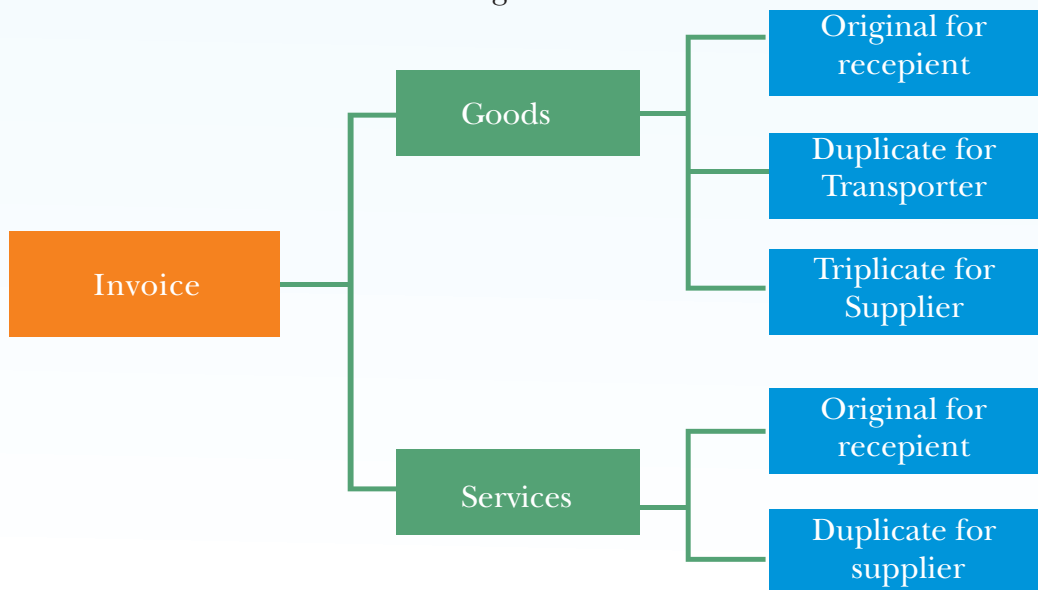 Original for
recepient
Goods
Duplicate for
Transporter
Triplicate for
Supplier
Invoice
Original for
recepient
Services
Duplicate for
supplier